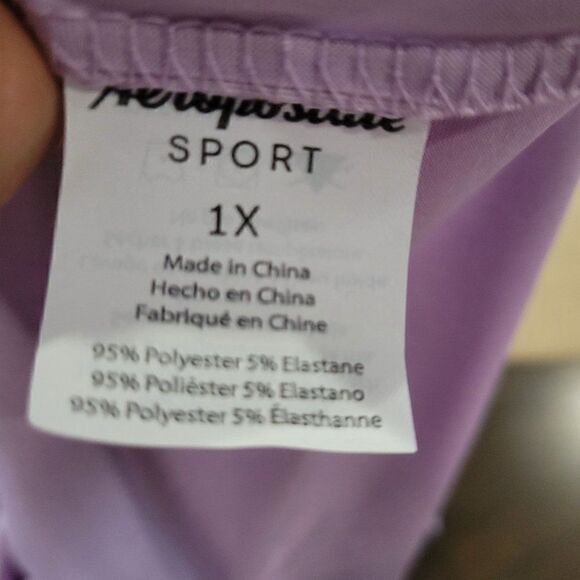 Aeropostale
SPORT
1X
Made in China
Hecho en China
Fabriqué en Chine
95% Polyester 5% Elastane
95% Poliéster 5% Elastano
95% Polyester 5% Élasthanne